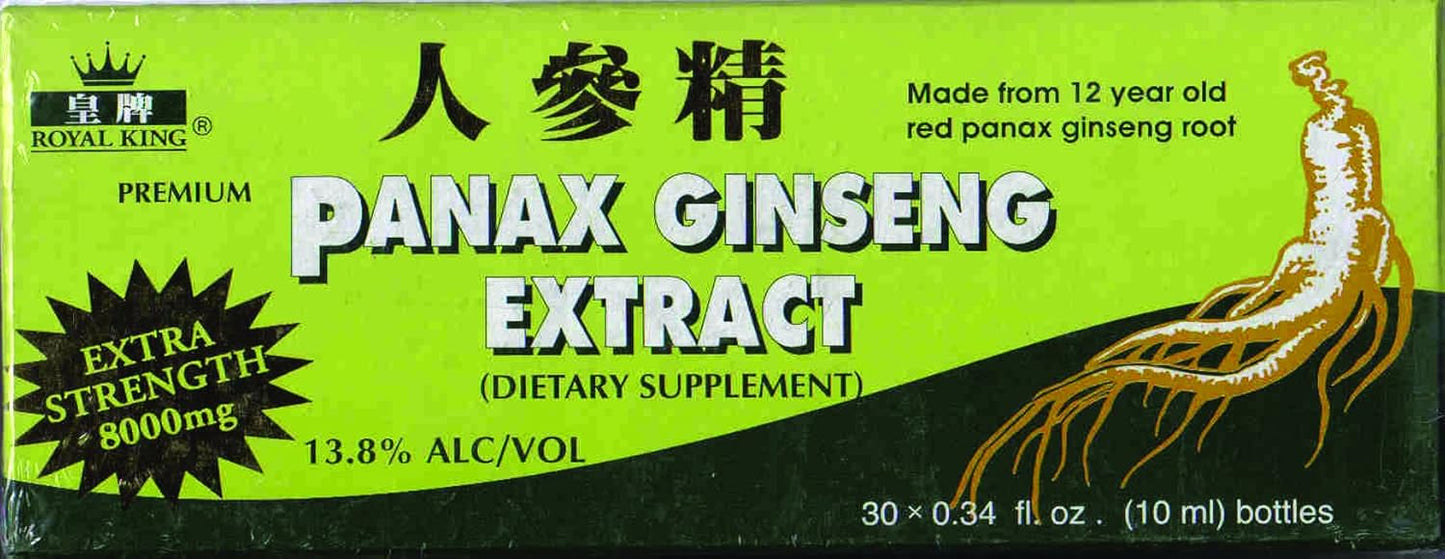 皇牌
ROYAL KING®
人參精
Made from 12 year old
red panax ginseng root
PREMIUM
PANAX GINSENG
EXTRACT
(DIETARY SUPPLEMENT)
EXTRA
STRENGTH
8000mg
13.8% ALC/VOL
30 × 0.34 fl. oz . (10 ml) bottles